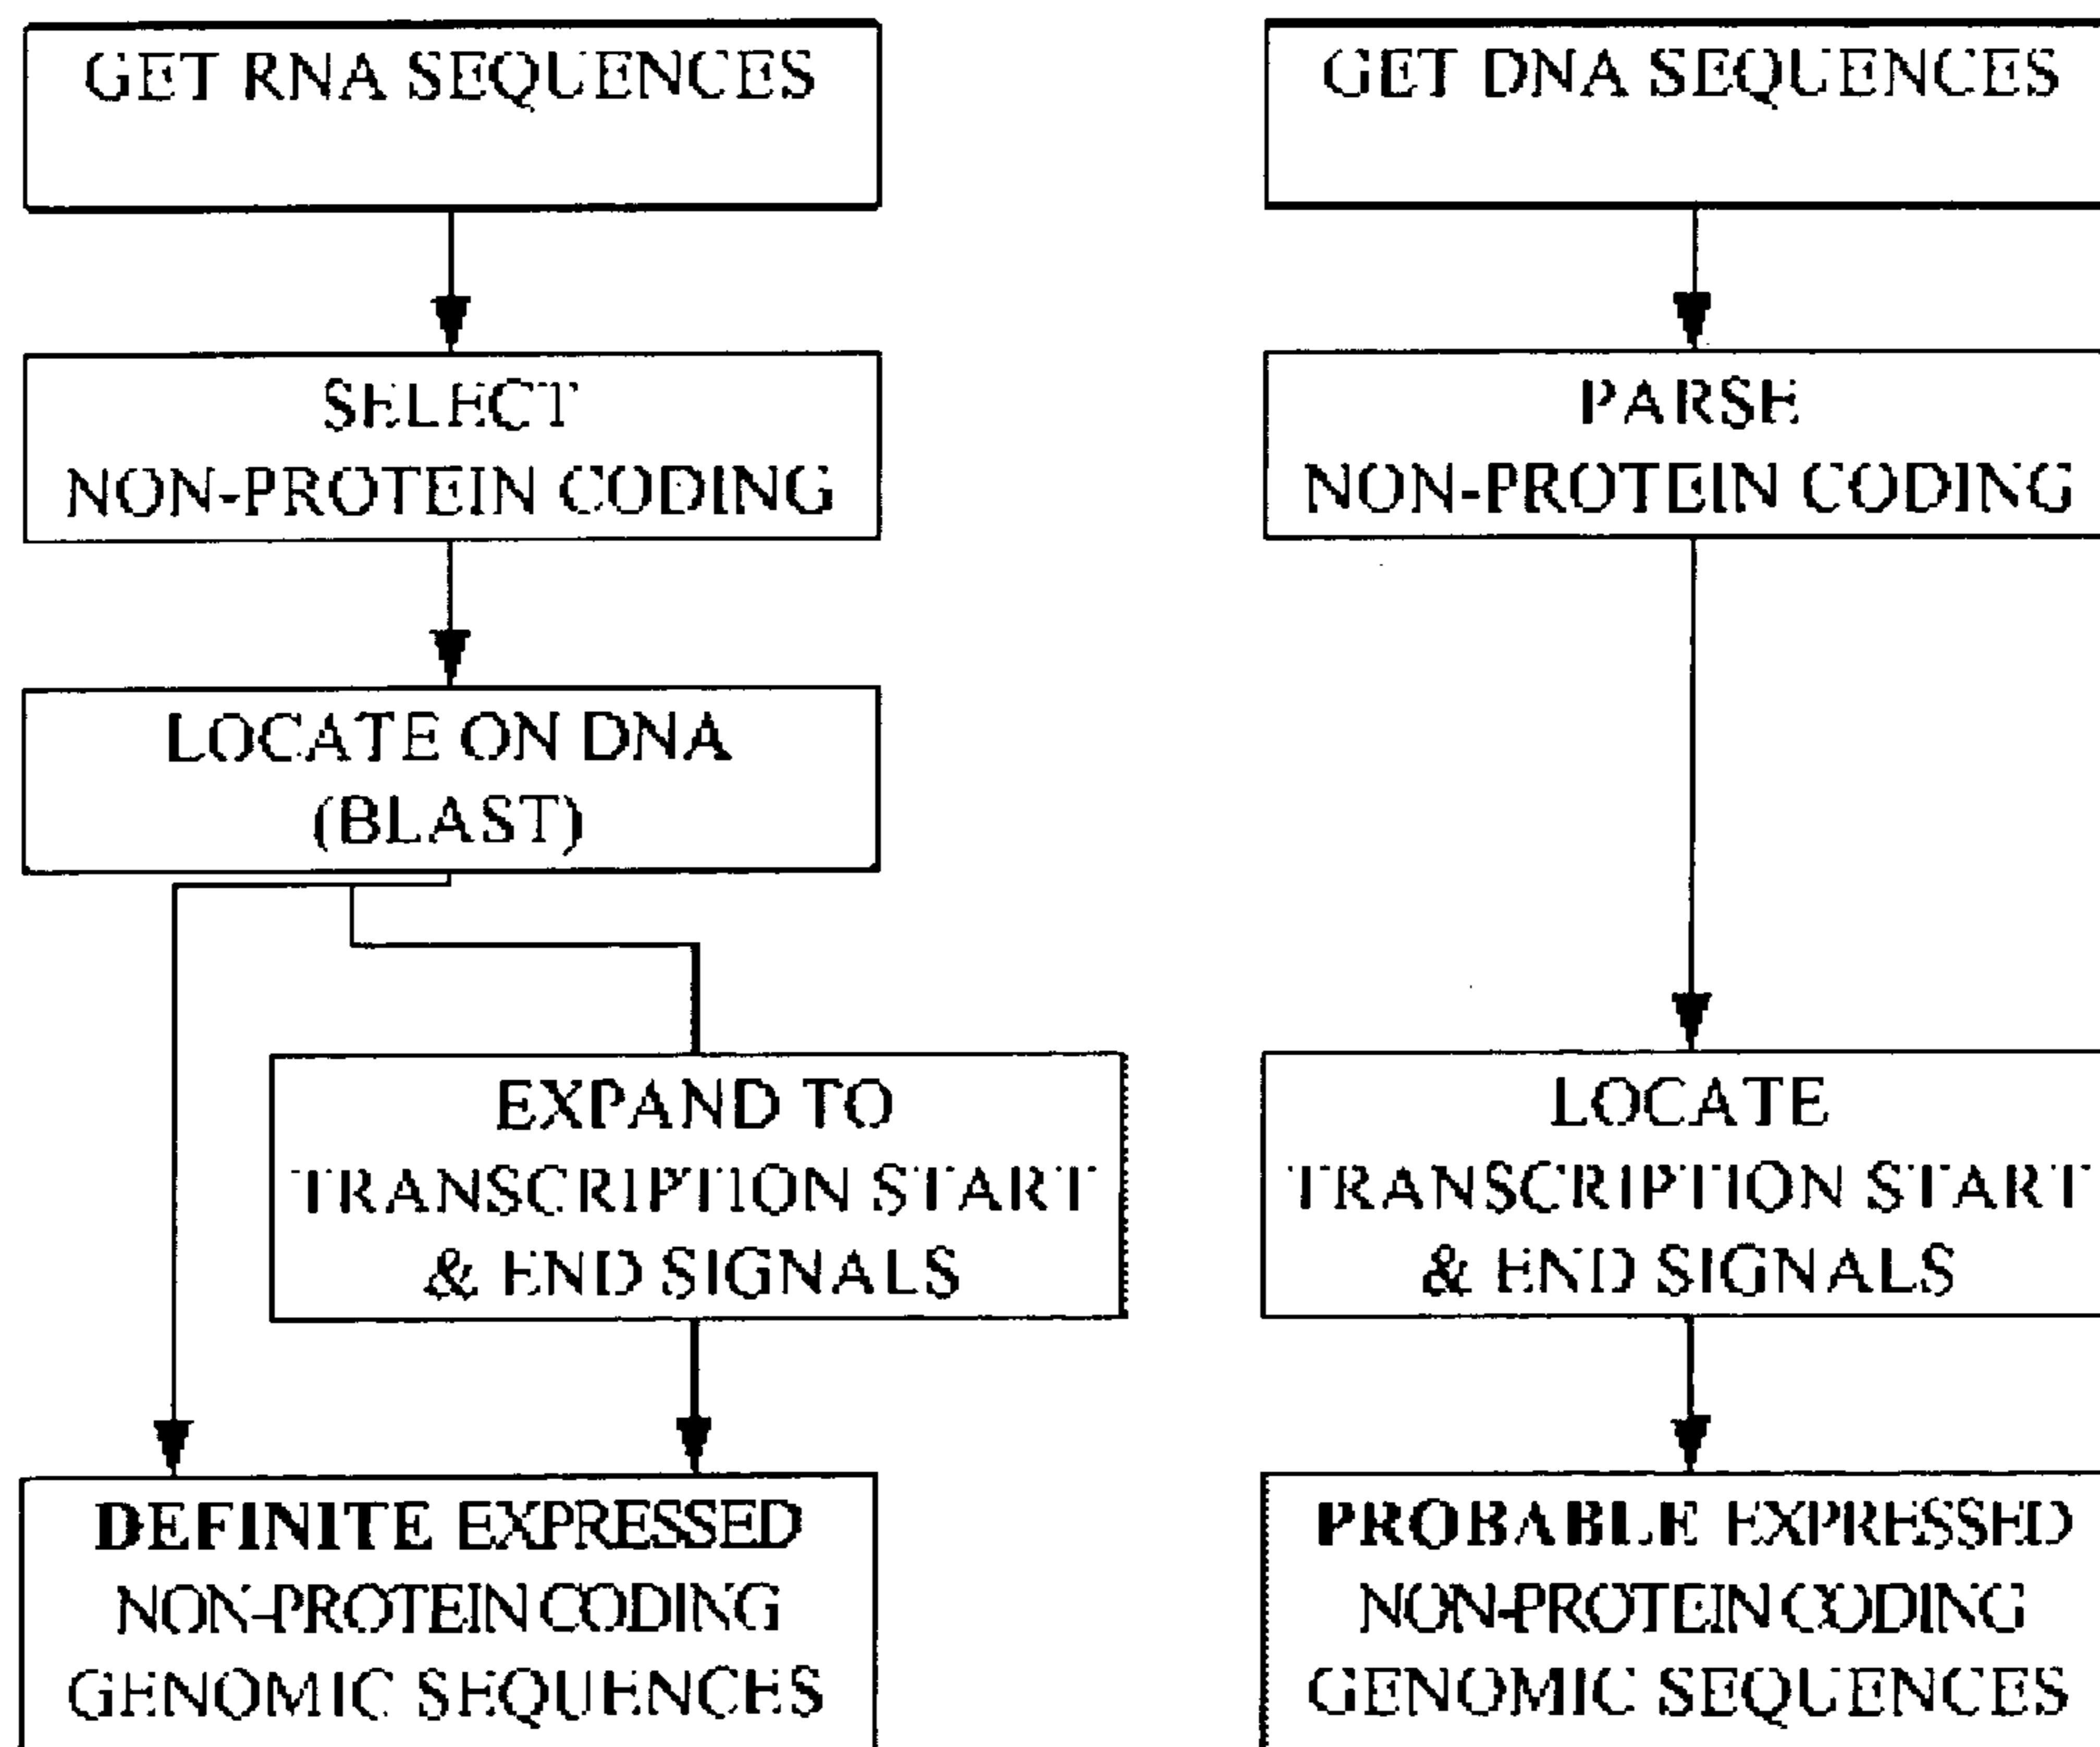 GET RNA SEQUENCES
SELECT
NON-PROTEIN CODING
LOCATE ON DNA
(BLAST)
EXPAND TO
TRANSCRIPTION START
& END SIGNALS
DEFINITE EXPRESSED
NON-PROTEIN CODING
GENOMIC SEQUENCES
GET DNA SEQUENCES
PARSE
NON-PROTEIN CODING
LOCATE
TRANSCRIPTION START
& END SIGNALS
PROBABLE EXPRESSED
NON-PROTEIN CODING
GENOMIC SEQUENCES